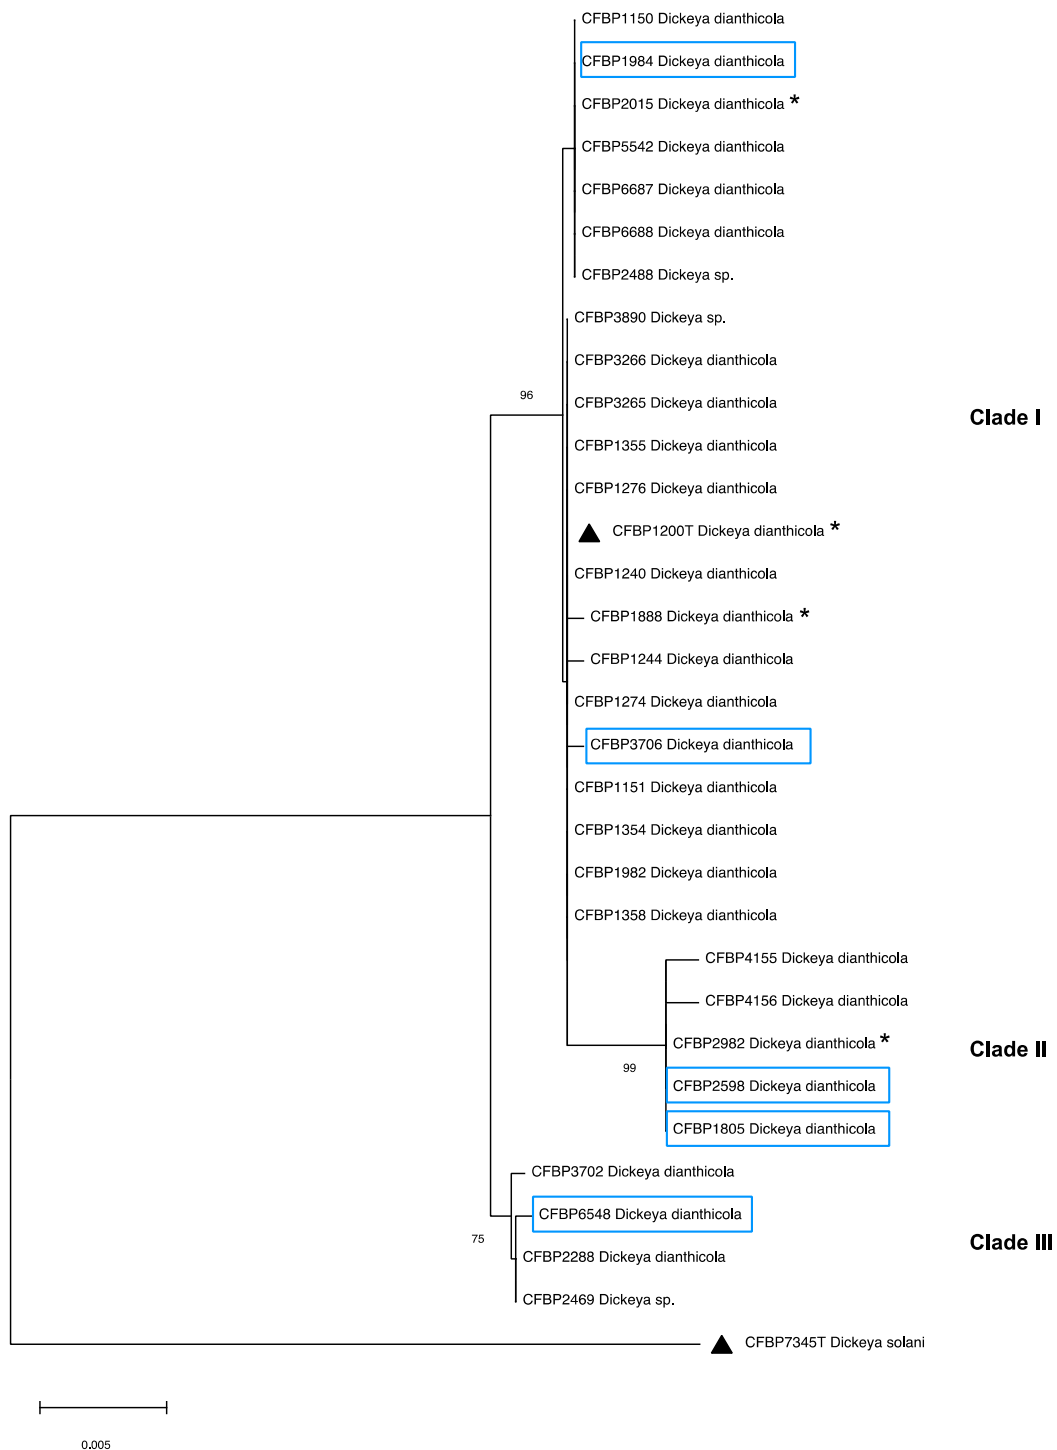 CFBP1150 Dickeya dianthicola
CFBP1984 Dickeya dianthicola
CFBP2015 Dickeya dianthicola *
CFBP5542 Dickeya dianthicola
CFBP6687 Dickeya dianthicola
CFBP6688 Dickeya dianthicola
CFBP2488 Dickeya sp.
CFBP3890 Dickeya sp.
CFBP3266 Dickeya dianthicola
96
CFBP3265 Dickeya dianthicola
Clade I
CFBP1355 Dickeya dianthicola
CFBP1276 Dickeya dianthicola
CFBP1200T Dickeya dianthicola *
CFBP1240 Dickeya dianthicola
CFBP1888 Dickeya dianthicola *
CFBP1244 Dickeya dianthicola
CFBP1274 Dickeya dianthicola
CFBP3706 Dickeya dianthicola
CFBP1151 Dickeya dianthicola
CFBP1354 Dickeya dianthicola
CFBP1982 Dickeya dianthicola
CFBP1358 Dickeya dianthicola
CFBP4155 Dickeya dianthicola
CFBP4156 Dickeya dianthicola
CFBP2982 Dickeya dianthicola *
Clade II
99
CFBP2598 Dickeya dianthicola
CFBP1805 Dickeya dianthicola
CFBP3702 Dickeya dianthicola
CFBP6548 Dickeya dianthicola
75
Clade III
CFBP2288 Dickeya dianthicola
CFBP2469 Dickeya sp.
CFBP7345T Dickeya solani
0.005